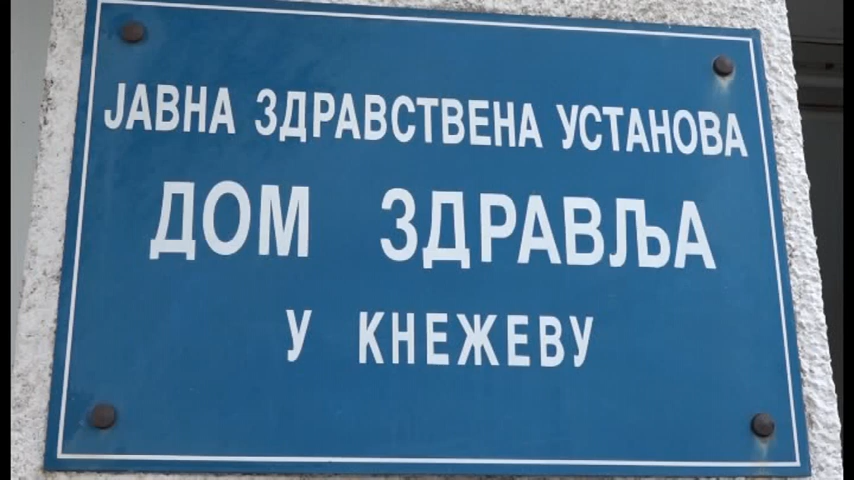 ЈАВНА ЗДРАВСТВЕНА УСТАНОВА
ДОМ ЗДРАВЉА
У КНЕЖЕВУ